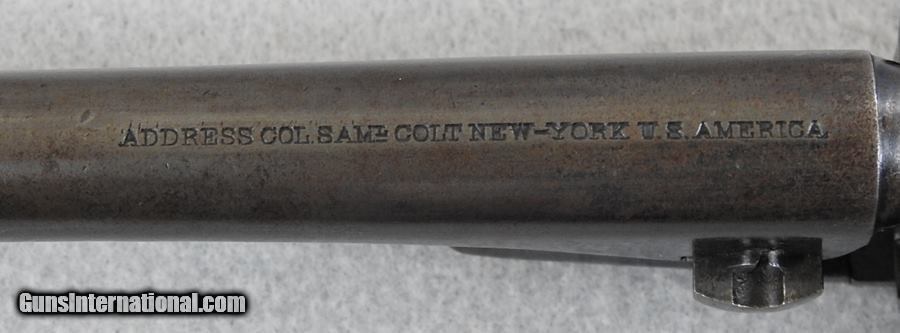 ADDRESS COL. SAMˡ COLT NEW-YORK U.S. AMERICA.
S
GunsInternational.com